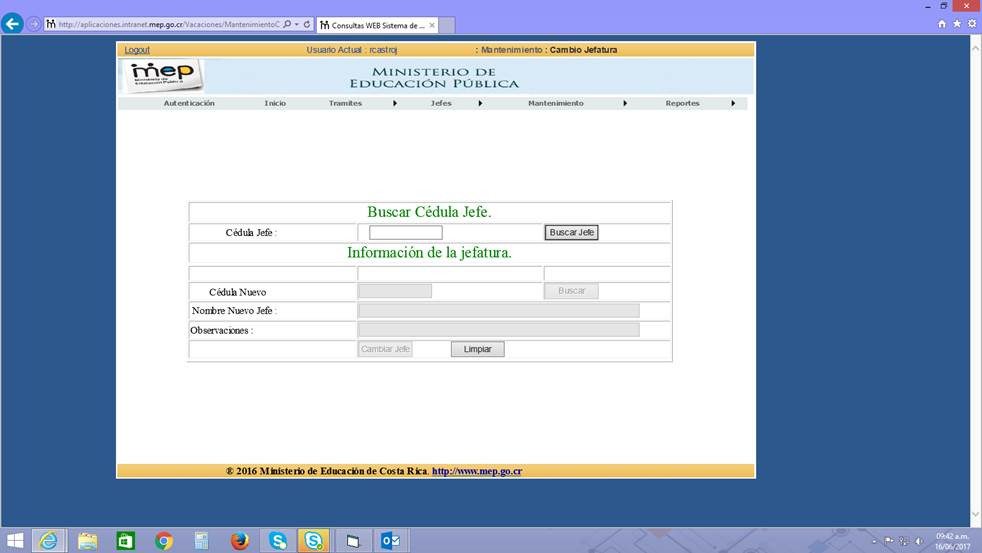 http://aplicaciones.intranet.mep.go.cr/Vacaciones/MantenimientoC
Consultas WEB Sistema de ...
Logout Usuario Actual : rcastroj : Mantenimiento : Cambio Jefatura
mep
MINISTERIO DE
EDUCACIÓN PÚBLICA
Autenticación Inicio Tramites Jefes Mantenimiento Reportes
Buscar Cédula Jefe.
Cédula Jefe : Buscar Jefe
Información de la jefatura.
Cédula Nuevo Buscar
Nombre Nuevo Jefe :
Observaciones :
Cambiar Jefe Limpiar
® 2016 Ministerio de Educación de Costa Rica. http://www.mep.go.cr
09:42 a.m.
16/06/2017